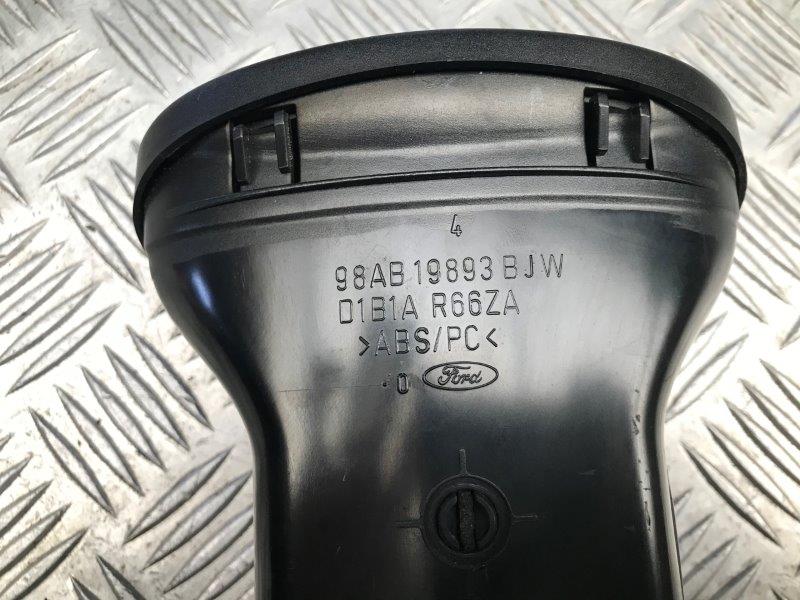 4
98AB 19893 BJW
D1B1A R66ZA
>ABS/PC<
0 Ford